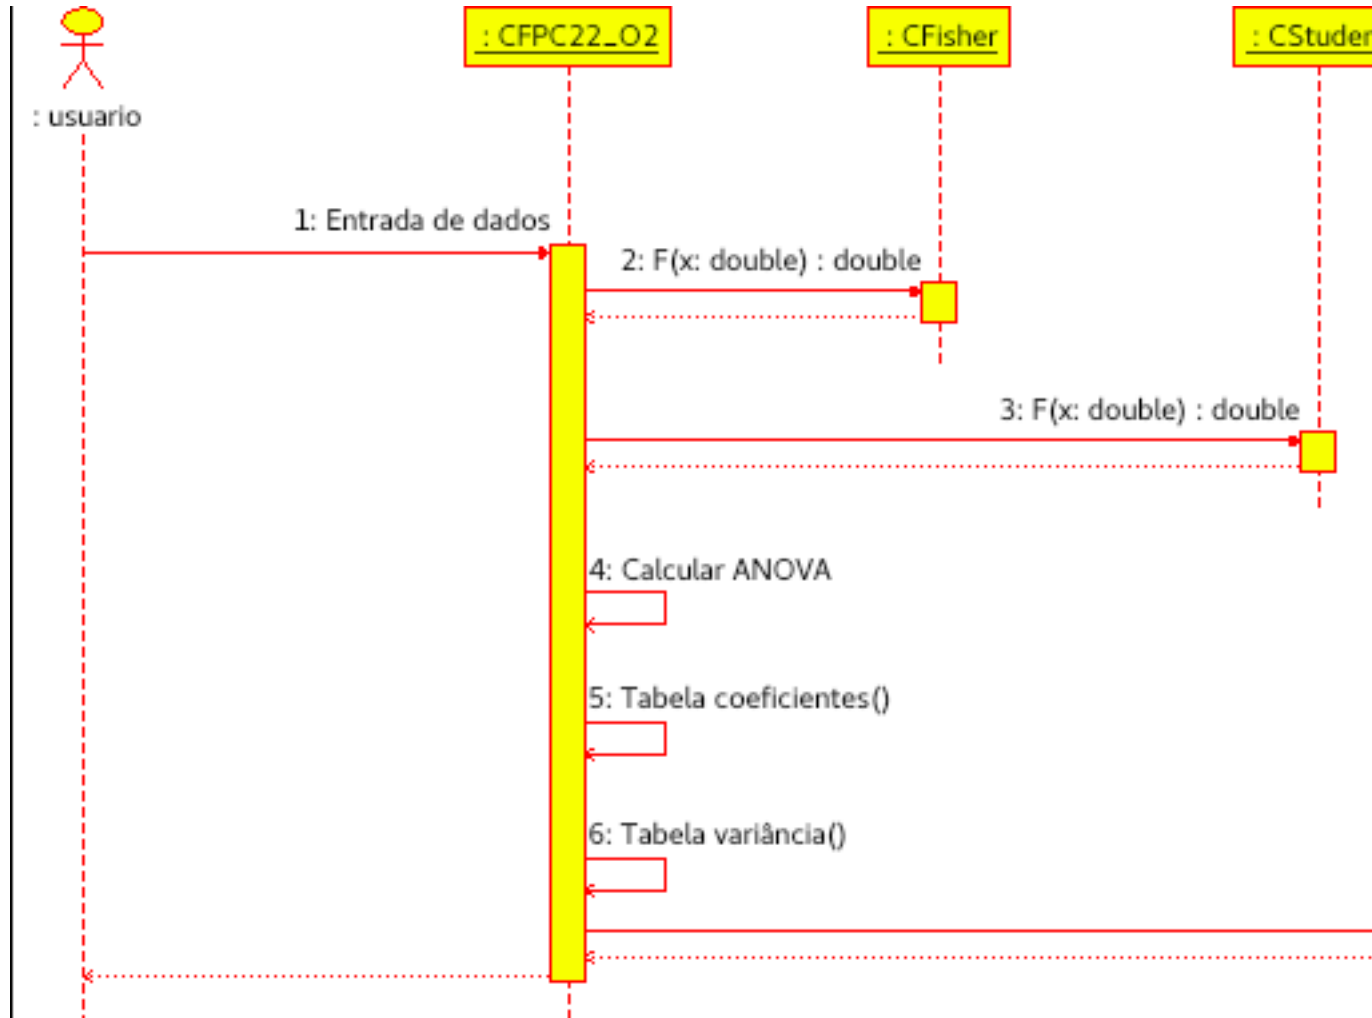 : CFPC22_O2
: CFisher
: CStuden
: usuario
1: Entrada de dados
2: F(x: double) : double
3: F(x: double) : double
4: Calcular ANOVA
5: Tabela coeficientes()
6: Tabela variância()